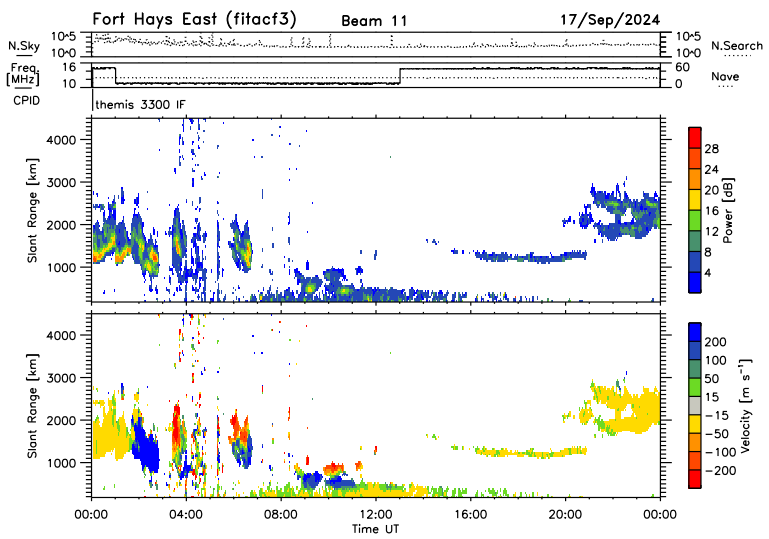 Fort Hays East (fitacf3) Beam 11 17/Sep/2024
N.Sky 10^5 10^0 10^5 10^0 N.Search
Freq. [MHz] 16 10 60 0 Nave
CPID themis 3300 IF
Slant Range [km] 4000 3000 2000 1000
Power [dB] 28 24 20 16 12 8 4
Slant Range [km] 4000 3000 2000 1000
Velocity [m s⁻¹] 200 100 50 15 −15 −50 −100 −200
00:00 04:00 08:00 12:00 16:00 20:00 00:00
Time UT